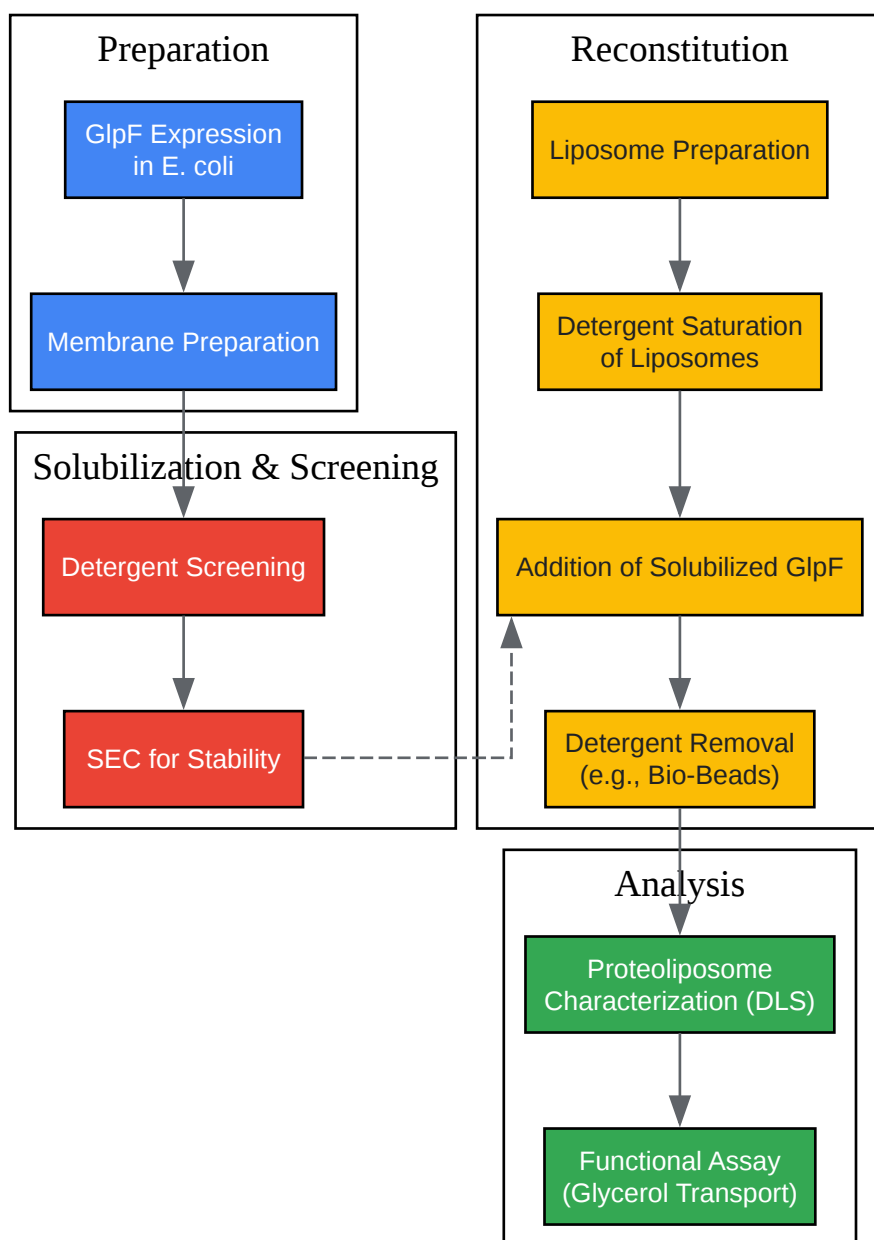 Preparation
GlpF Expression
in E. coli
Membrane Preparation
Solubilization & Screening
Detergent Screening
SEC for Stability
Reconstitution
Liposome Preparation
Detergent Saturation
of Liposomes
Addition of Solubilized GlpF
Detergent Removal
(e.g., Bio-Beads)
Analysis
Proteoliposome
Characterization (DLS)
Functional Assay
(Glycerol Transport)